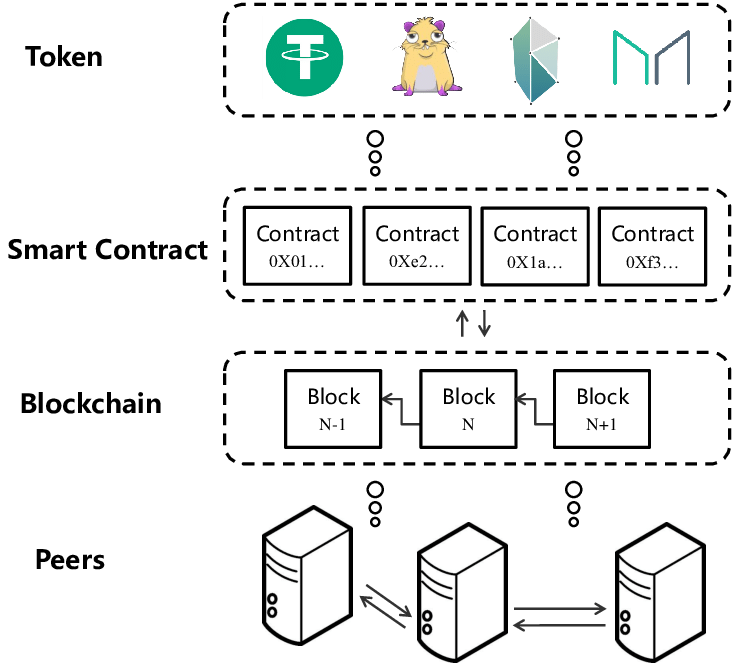 Token
Smart Contract
Contract
0X01...
Contract
0Xe2...
Contract
0X1a...
Contract
0Xf3...
Blockchain
Block
N-1
Block
N
Block
N+1
Peers